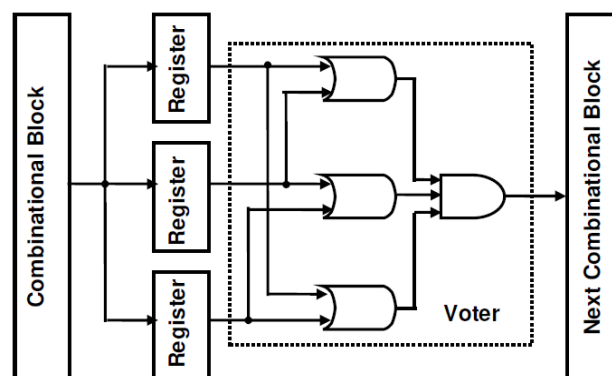 Combinational Block
Register
Register
Register
Voter
Next Combinational Block